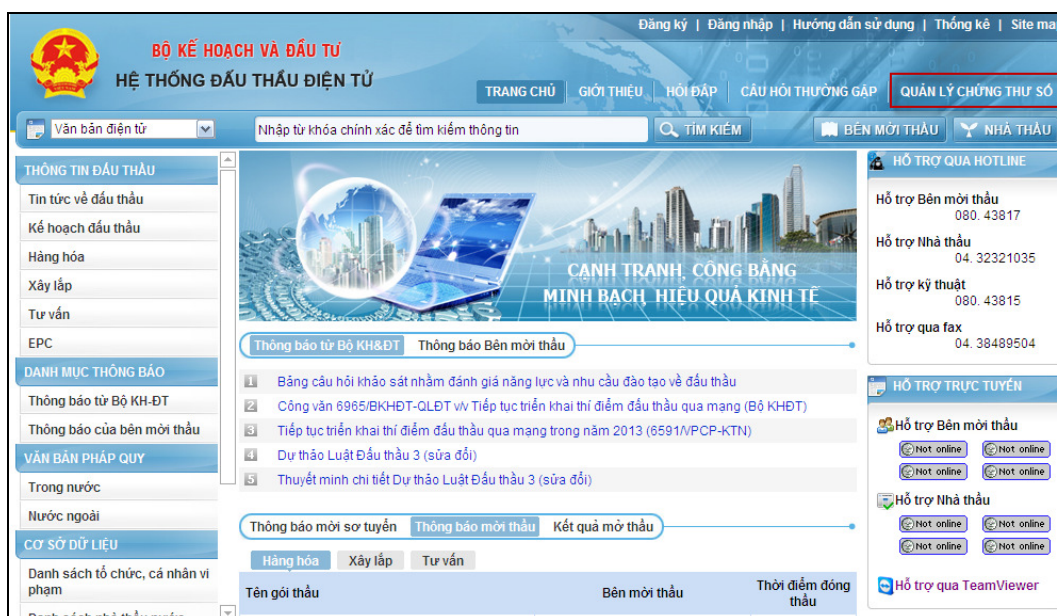 Đăng ký | Đăng nhập | Hướng dẫn sử dụng | Thống kê | Site ma
BỘ KẾ HOẠCH VÀ ĐẦU TƯ
HỆ THỐNG ĐẤU THẦU ĐIỆN TỬ
TRANG CHỦ | GIỚI THIỆU | HỎI ĐÁP | CÂU HỎI THƯỜNG GẶP | QUẢN LÝ CHỨNG THƯ SỐ
Văn bản điện tử
Nhập từ khóa chính xác để tìm kiếm thông tin
TÌM KIẾM
BÊN MỜI THẦU
NHÀ THẦU
THÔNG TIN ĐẤU THẦU
Tin tức về đấu thầu
Kế hoạch đấu thầu
Hàng hóa
Xây lắp
Tư vấn
EPC
DANH MỤC THÔNG BÁO
Thông báo từ Bộ KH-ĐT
Thông báo của bên mời thầu
VĂN BẢN PHÁP QUY
Trong nước
Nước ngoài
CƠ SỞ DỮ LIỆU
Danh sách tổ chức, cá nhân vi
phạm
Danh sách nhà thầu nước
CẠNH TRANH, CÔNG BẰNG
MINH BẠCH, HIỆU QUẢ KINH TẾ
Thông báo từ Bộ KH&ĐT
Thông báo Bên mời thầu
1 Bảng câu hỏi khảo sát nhằm đánh giá năng lực và nhu cầu đào tạo về đấu thầu
2 Công văn 6965/BKHĐT-QLĐT v/v Tiếp tục triển khai thí điểm đấu thầu qua mạng (Bộ KHĐT)
3 Tiếp tục triển khai thí điểm đấu thầu qua mạng trong năm 2013 (6591/VPCP-KTN)
4 Dự thảo Luật Đấu thầu 3 (sửa đổi)
5 Thuyết minh chi tiết Dự thảo Luật Đấu thầu 3 (sửa đổi)
Thông báo mời sơ tuyển
Thông báo mời thầu
Kết quả mở thầu
Hàng hóa
Xây lắp
Tư vấn
Tên gói thầu
Bên mời thầu
Thời điểm đóng
thầu
HỖ TRỢ QUA HOTLINE
Hỗ trợ Bên mời thầu
080. 43817
Hỗ trợ Nhà thầu
04. 32321035
Hỗ trợ kỹ thuật
080. 43815
Hỗ trợ qua fax
04. 38489504
HỖ TRỢ TRỰC TUYẾN
Hỗ trợ Bên mời thầu
Not online Not online
Not online Not online
Hỗ trợ Nhà thầu
Not online Not online
Not online Not online
Hỗ trợ qua TeamViewer